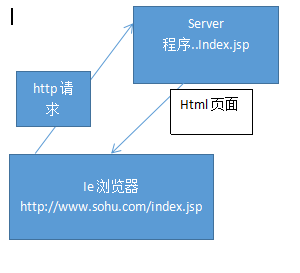 Server
程序..Index.jsp
http请
求
Html页面
Ie浏览器
http://www.sohu.com/index.jsp